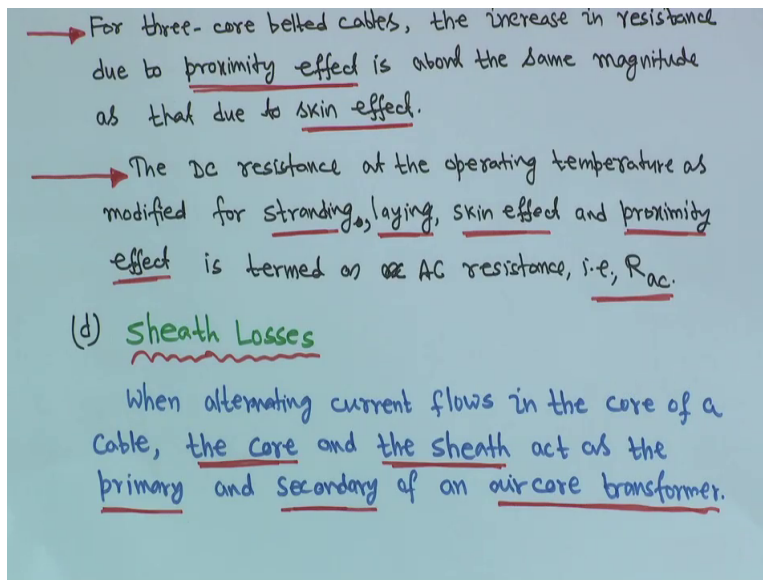 For three-core belted cables, the increase in resistance
due to proximity effect is about the same magnitude
as that due to skin effect.
The DC resistance at the operating temperature as
modified for stranding, laying, skin effect and proximity
effect is termed as AC resistance, i.e., Rac.
(d) Sheath Losses
When alternating current flows in the core of a
cable, the core and the sheath act as the
primary and secondary of an air core transformer.